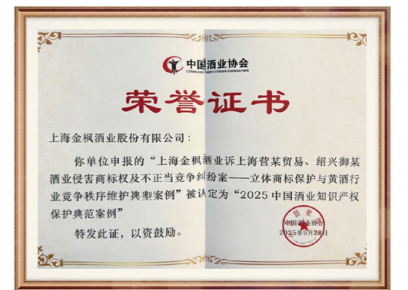 中国酒业协会
荣誉证书
上海金枫酒业股份有限公司：
你单位申报的“上海金枫酒业诉上海营某贸易、绍兴御某
酒业侵害商标权及不正当竞争纠纷案——立体商标保护与黄酒行
业竞争秩序维护典型案例”被认定为“2025中国酒业知识产权
保护典范案例”
特发此证，以资鼓励。
中国酒业协会
2025年9月28日